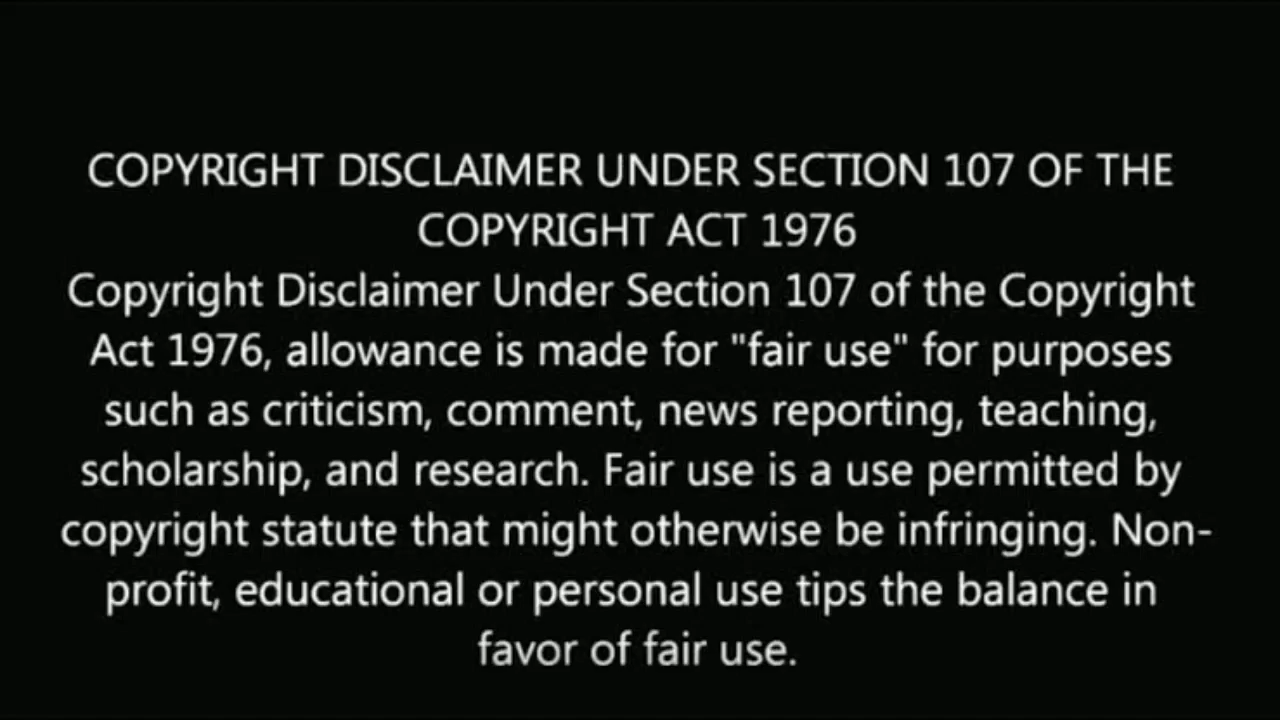 COPYRIGHT DISCLAIMER UNDER SECTION 107 OF THE
COPYRIGHT ACT 1976
Copyright Disclaimer Under Section 107 of the Copyright
Act 1976, allowance is made for "fair use" for purposes
such as criticism, comment, news reporting, teaching,
scholarship, and research. Fair use is a use permitted by
copyright statute that might otherwise be infringing. Non-
profit, educational or personal use tips the balance in
favor of fair use.